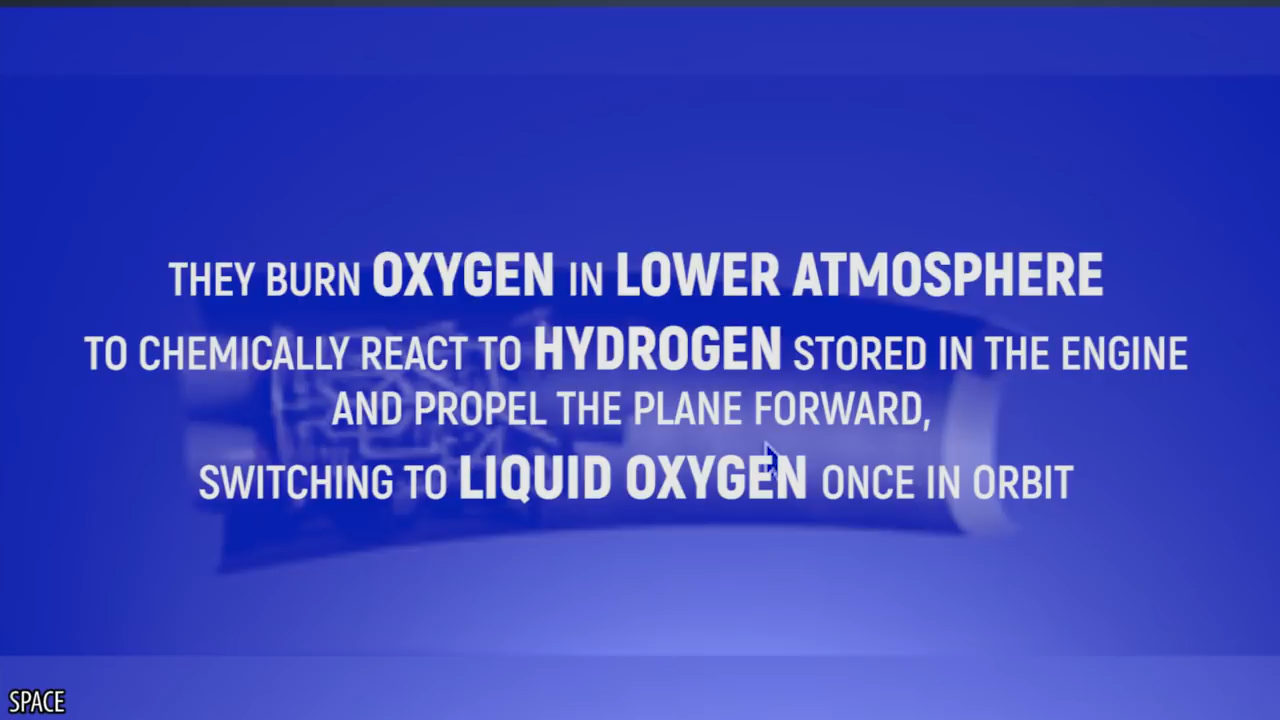 THEY BURN OXYGEN IN LOWER ATMOSPHERE
TO CHEMICALLY REACT TO HYDROGEN STORED IN THE ENGINE
AND PROPEL THE PLANE FORWARD,
SWITCHING TO LIQUID OXYGEN ONCE IN ORBIT
SPACE